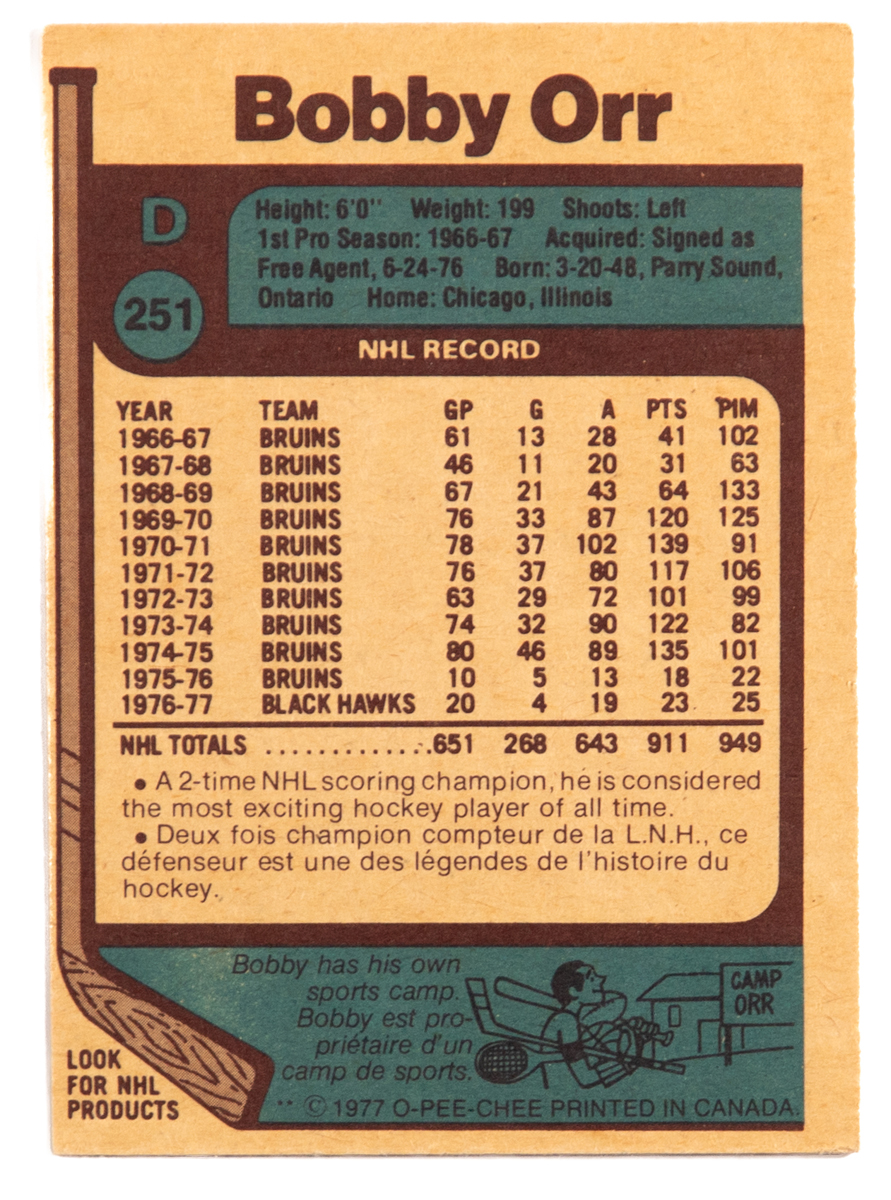 Bobby Orr
D
251
Height: 6'0" Weight: 199 Shoots: Left
1st Pro Season: 1966-67 Acquired: Signed as
Free Agent, 6-24-76 Born: 3-20-48, Parry Sound,
Ontario Home: Chicago, Illinois
NHL RECORD
YEAR TEAM GP G A PTS PIM
1966-67 BRUINS 61 13 28 41 102
1967-68 BRUINS 46 11 20 31 63
1968-69 BRUINS 67 21 43 64 133
1969-70 BRUINS 76 33 87 120 125
1970-71 BRUINS 78 37 102 139 91
1971-72 BRUINS 76 37 80 117 106
1972-73 BRUINS 63 29 72 101 99
1973-74 BRUINS 74 32 90 122 82
1974-75 BRUINS 80 46 89 135 101
1975-76 BRUINS 10 5 13 18 22
1976-77 BLACK HAWKS 20 4 19 23 25
NHL TOTALS .............651 268 643 911 949
• A 2-time NHL scoring champion, he is considered
the most exciting hockey player of all time.
• Deux fois champion compteur de la L.N.H., ce
défenseur est une des légendes de l'histoire du
hockey.
Bobby has his own
sports camp.
Bobby est pro-
priétaire d'un
camp de sports.
CAMP
ORR
LOOK
FOR NHL
PRODUCTS
** © 1977 O-PEE-CHEE PRINTED IN CANADA.